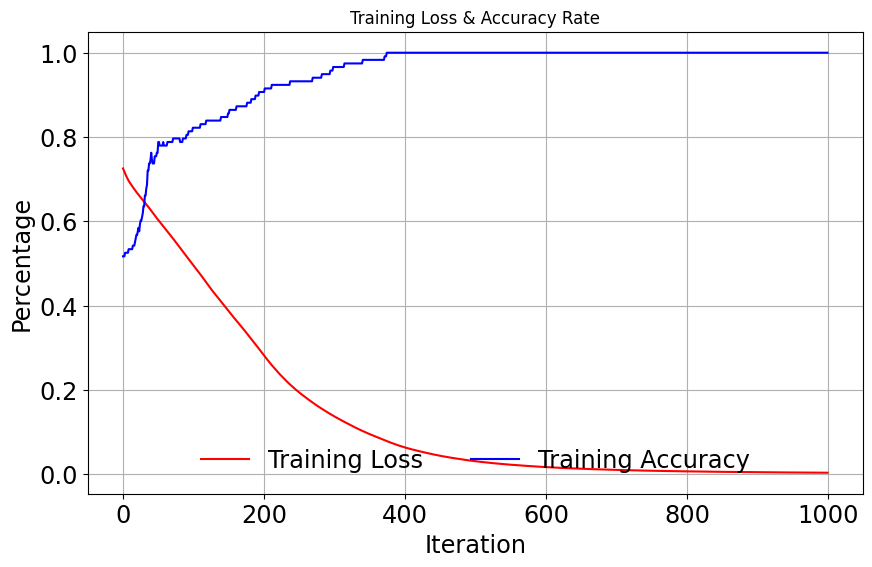 Training Loss & Accuracy Rate
1.0
0.8
0.6
0.4
0.2
0.0
Percentage
Training Loss
Training Accuracy
0 200 400 600 800 1000
Iteration